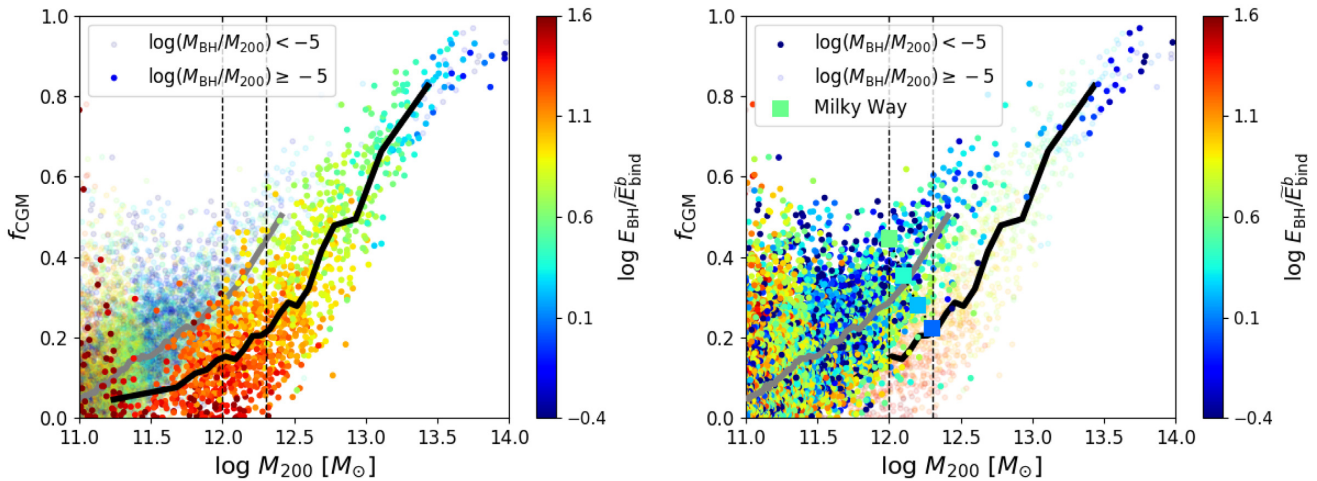 1.0
0.8
0.6
0.4
0.2
0.0
f_CGM
log(M_BH/M_200) < −5
log(M_BH/M_200) ≥ −5
11.0 11.5 12.0 12.5 13.0 13.5 14.0
log M_200 [M_⊙]
1.6
1.1
0.6
0.1
−0.4
log E_BH/Ẽ^b_bind
1.0
0.8
0.6
0.4
0.2
0.0
f_CGM
log(M_BH/M_200) < −5
log(M_BH/M_200) ≥ −5
Milky Way
11.0 11.5 12.0 12.5 13.0 13.5 14.0
log M_200 [M_⊙]
1.6
1.1
0.6
0.1
−0.4
log E_BH/Ẽ^b_bind